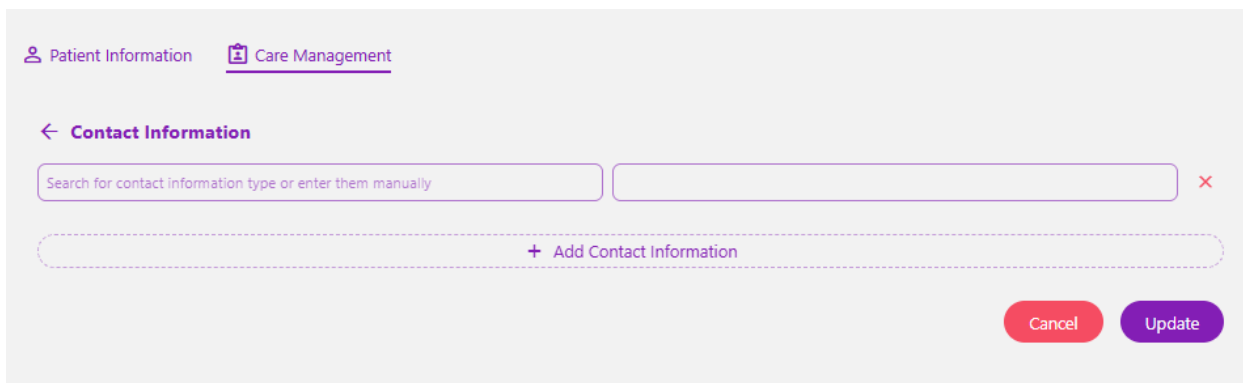 Patient Information Care Management
Contact Information
Search for contact information type or enter them manually
+ Add Contact Information
Cancel Update